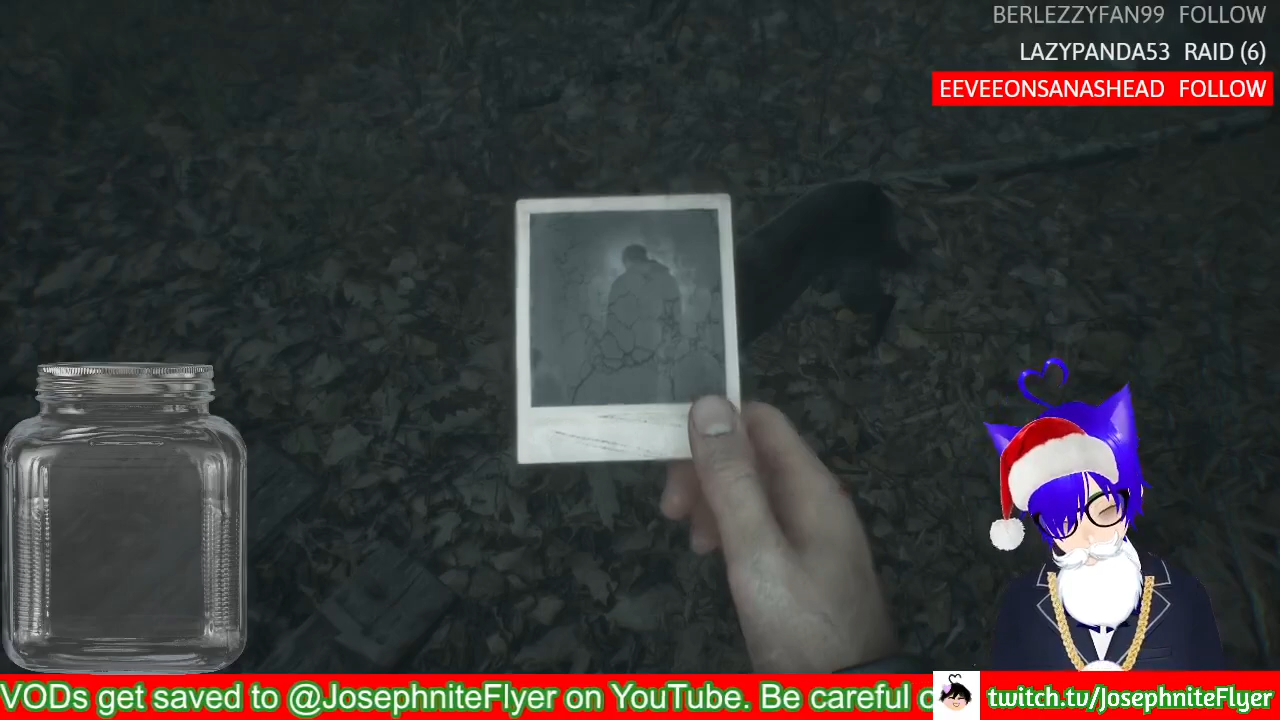 BERLEZZYFAN99 FOLLOW
LAZYPANDA53 RAID (6)
EEVEEONSANASHEAD FOLLOW
VODs get saved to @JosephniteFlyer on YouTube. Be careful
twitch.tv/JosephniteFlyer